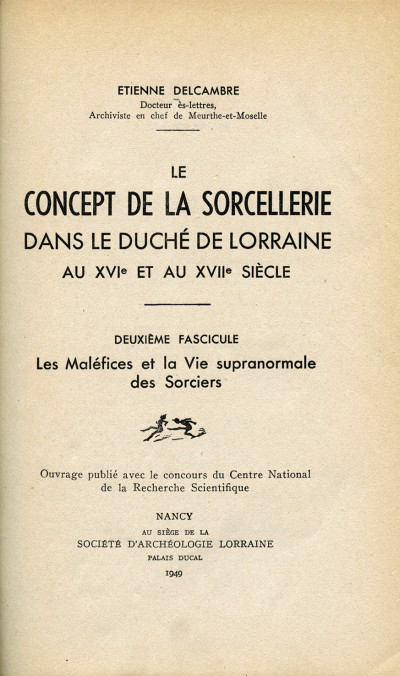 ETIENNE DELCAMBRE
Docteur ès-lettres,
Archiviste en chef de Meurthe-et-Moselle
LE
CONCEPT DE LA SORCELLERIE
DANS LE DUCHÉ DE LORRAINE
AU XVIe ET AU XVIIe SIÈCLE
DEUXIÈME FASCICULE
Les Maléfices et la Vie supranormale
des Sorciers
Ouvrage publié avec le concours du Centre National
de la Recherche Scientifique
NANCY
AU SIÈGE DE LA
SOCIÉTÉ D'ARCHÉOLOGIE LORRAINE
PALAIS DUCAL
1949